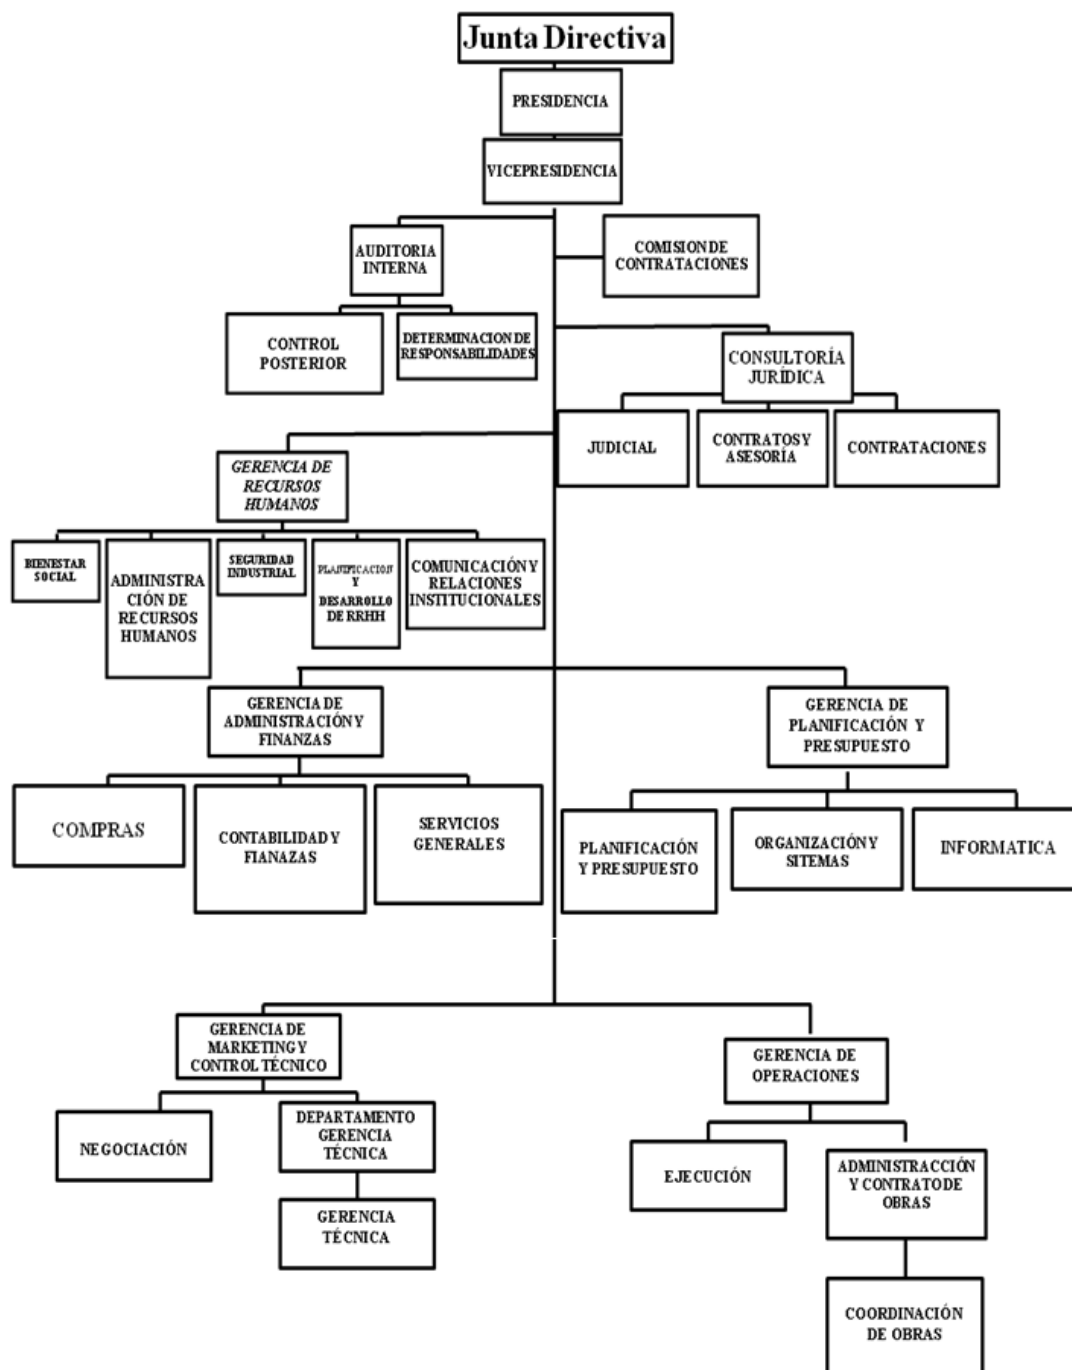 Junta Directiva
PRESIDENCIA
VICEPRESIDENCIA
AUDITORIA
INTERNA
COMISION DE
CONTRATACIONES
CONTROL
POSTERIOR
DETERMINACION DE
RESPONSABILIDADES
CONSULTORÍA
JURÍDICA
JUDICIAL
CONTRATOS Y
ASESORÍA
CONTRATACIONES
GERENCIA DE
RECURSOS
HUMANOS
BIENESTAR
SOCIAL
ADMINISTRA
CIÓN DE
RECURSOS
HUMANOS
SEGURIDAD
INDUSTRIAL
PLANIFICACION
Y
DESARROLLO
DE RRHH
COMUNICACIÓN Y
RELACIONES
INSTITUCIONALES
GERENCIA DE
ADMINISTRACIÓN Y
FINANZAS
GERENCIA DE
PLANIFICACIÓN Y
PRESUPUESTO
COMPRAS
CONTABILIDAD Y
FIANAZAS
SERVICIOS
GENERALES
PLANIFICACIÓN
Y PRESUPUESTO
ORGANIZACIÓN Y
SITEMAS
INFORMATICA
GERENCIA DE
MARKETING Y
CONTROL TÉCNICO
GERENCIA DE
OPERACIONES
NEGOCIACIÓN
DEPARTAMENTO
GERENCIA
TÉCNICA
GERENCIA
TÉCNICA
EJECUCIÓN
ADMINISTRACCIÓN
Y CONTRATO DE
OBRAS
COORDINACIÓN
DE OBRAS